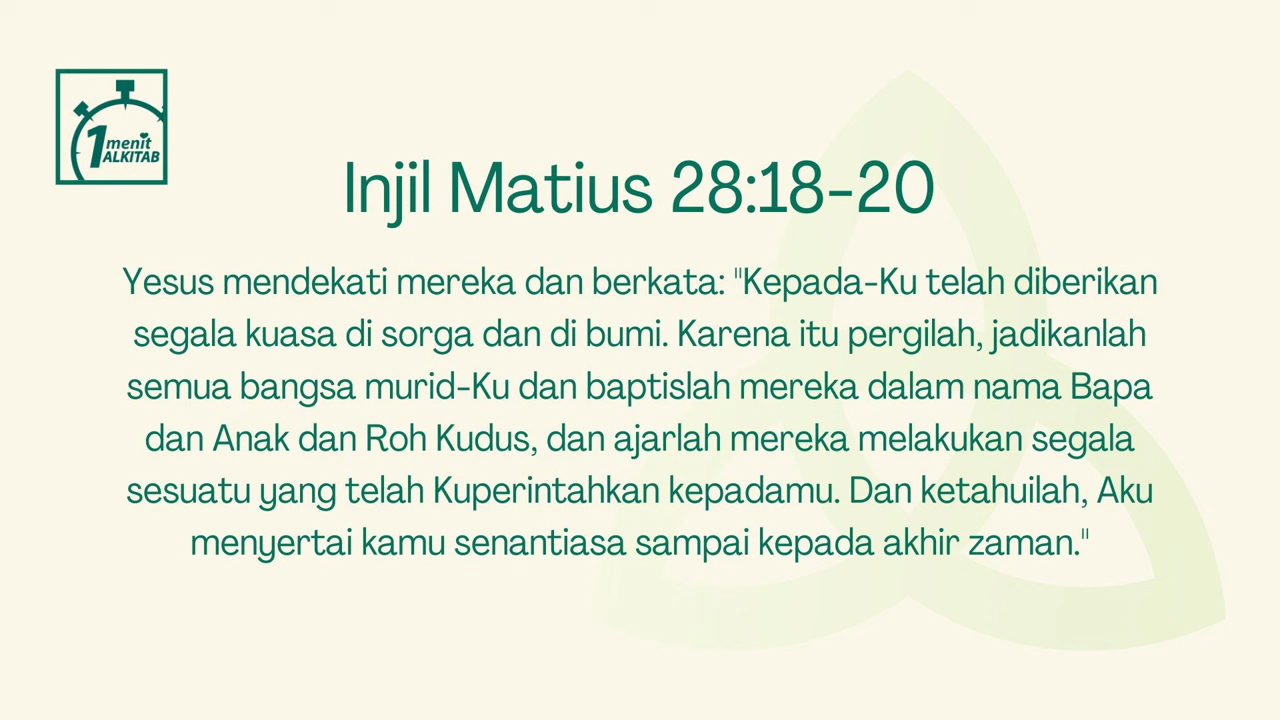 1 menit
ALKITAB
Injil Matius 28:18-20
Yesus mendekati mereka dan berkata: "Kepada-Ku telah diberikan
segala kuasa di sorga dan di bumi. Karena itu pergilah, jadikanlah
semua bangsa murid-Ku dan baptislah mereka dalam nama Bapa
dan Anak dan Roh Kudus, dan ajarlah mereka melakukan segala
sesuatu yang telah Kuperintahkan kepadamu. Dan ketahuilah, Aku
menyertai kamu senantiasa sampai kepada akhir zaman."